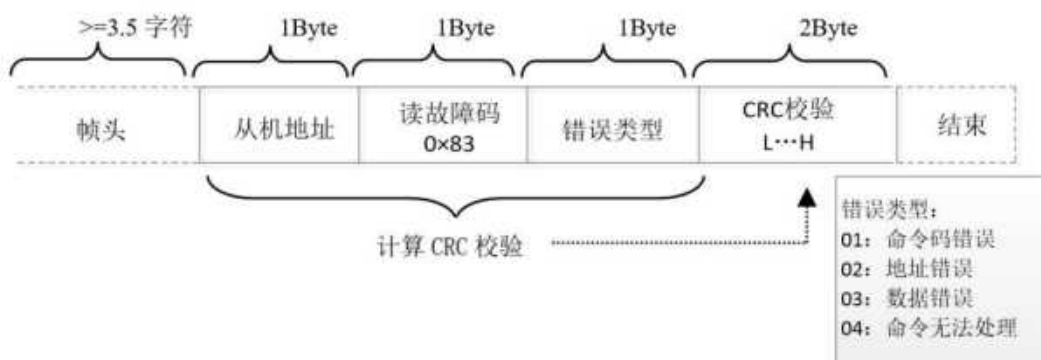 >=3.5 字符
1Byte
1Byte
1Byte
2Byte
帧头
从机地址
读故障码
0×83
错误类型
CRC校验
L…H
结束
计算 CRC 校验
错误类型:
01: 命令码错误
02: 地址错误
03: 数据错误
04: 命令无法处理